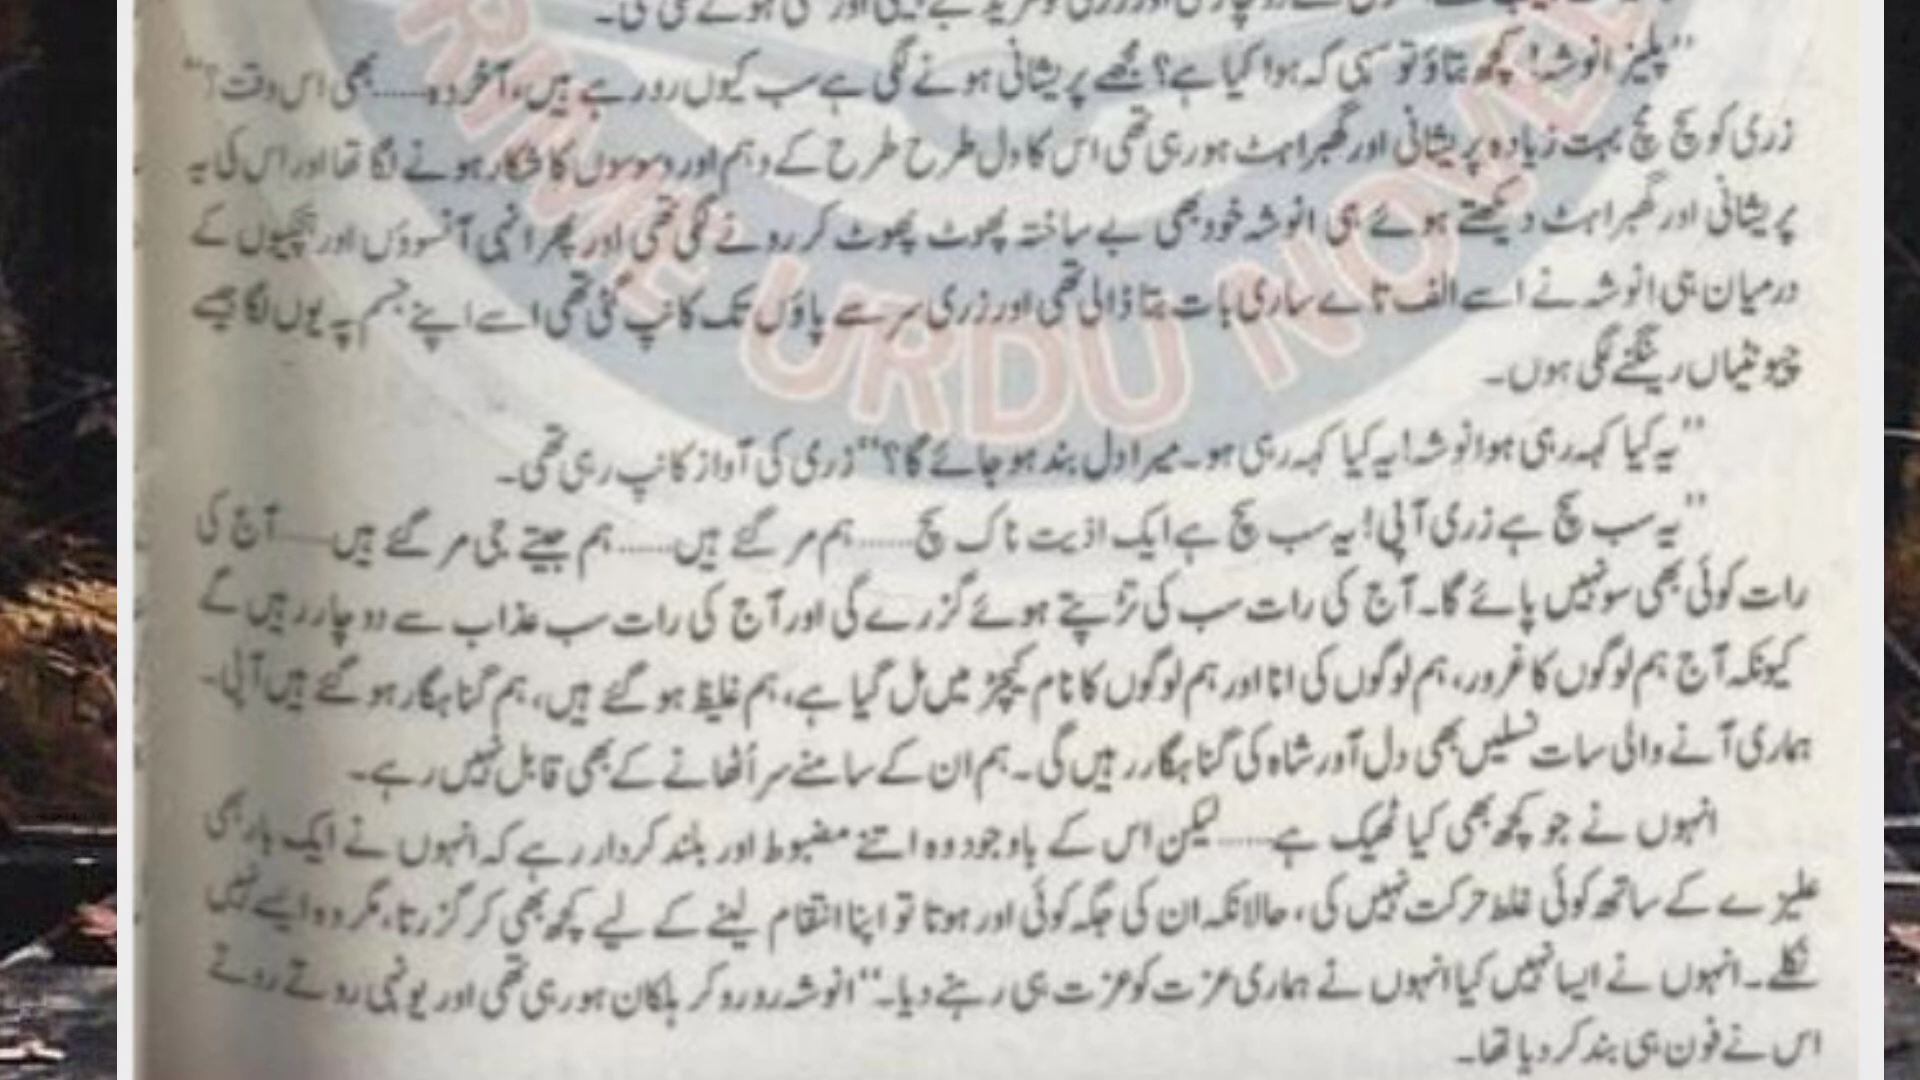 "پلیز انوشہ! کچھ بتاؤ تو سہی کہ ہوا کیا ہے؟ مجھے پریشانی ہونے لگی ہے سب کیوں رو رہے ہیں، آخر وہ......بھی اس وقت؟"
زری کو سچ مچ بہت زیادہ پریشانی اور گھبراہٹ ہو رہی تھی اس کا دل طرح طرح کے وہم اور وسوسوں کا شکار ہونے لگا تھا اور اس کی یہ
پریشانی اور گھبراہٹ دیکھتے ہوئے ہی انوشہ خود بھی بے ساختہ پھوٹ پھوٹ کر رونے لگی تھی اور پھر انہی آنسوؤں اور ہچکیوں کے
درمیان ہی انوشہ نے اسے الف تا ے ساری بات بتا ڈالی تھی اور زری سر سے پاؤں تک کانپ گئی تھی اسے اپنے جسم پہ یوں لگا جیسے
چیونٹیاں رینگنے لگی ہوں۔
"یہ کیا کہہ رہی ہو انوشہ! یہ کیا کہہ رہی ہو۔ میرا دل بند ہو جائے گا؟" زری کی آواز کانپ رہی تھی۔
"یہ سب سچ ہے زری آپی! یہ سب سچ ہے ایک اذیت ناک سچ......ہم مر گئے ہیں......ہم جیتے جی مر گئے ہیں......آج کی
رات کوئی بھی سو نہیں پائے گا۔ آج کی رات سب کی تڑپتے ہوئے گزرے گی اور آج کی رات سب عذاب سے دوچار رہیں گے
کیونکہ آج ہم لوگوں کا غرور، ہم لوگوں کی انا اور ہم لوگوں کا نام کیچڑ میں مل گیا ہے، ہم غلیظ ہو گئے ہیں، ہم گناہگار ہو گئے ہیں آپی۔
ہماری آنے والی سات نسلیں بھی دل آور شاہ کی گناہگار رہیں گی۔ ہم ان کے سامنے سر اُٹھانے کے بھی قابل نہیں رہے۔
انہوں نے جو کچھ بھی کیا ٹھیک ہے......لیکن اس کے باوجود وہ اتنے مضبوط اور بلند کردار رہے کہ انہوں نے ایک بار بھی
علیزے کے ساتھ کوئی غلط حرکت نہیں کی، حالانکہ ان کی جگہ کوئی اور ہوتا تو اپنا انتقام لینے کے لیے کچھ بھی کر گزرتا، مگر وہ ایسے نہیں
نکلے۔ انہوں نے ایسا نہیں کیا انہوں نے ہماری عزت کو عزت ہی رہنے دیا۔" انوشہ رو رو کر ہلکان ہو رہی تھی اور یونہی روتے روتے
اس نے فون ہی بند کر دیا تھا۔
URDU NOVEL